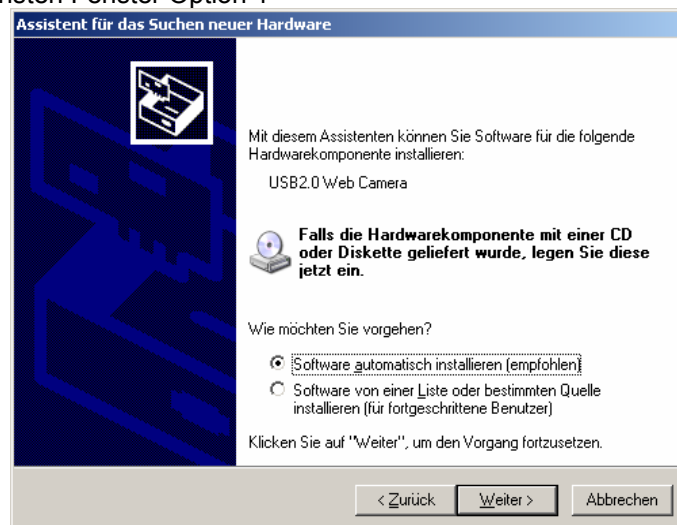 Fenster Option
Assistent für das Suchen neuer Hardware
Mit diesem Assistenten können Sie Software für die folgende
Hardwarekomponente installieren:
USB2.0 Web Camera
Falls die Hardwarekomponente mit einer CD
oder Diskette geliefert wurde, legen Sie diese
jetzt ein.
Wie möchten Sie vorgehen?
Software automatisch installieren (empfohlen)
Software von einer Liste oder bestimmten Quelle
installieren (für fortgeschrittene Benutzer)
Klicken Sie auf "Weiter", um den Vorgang fortzusetzen.
< Zurück Weiter > Abbrechen